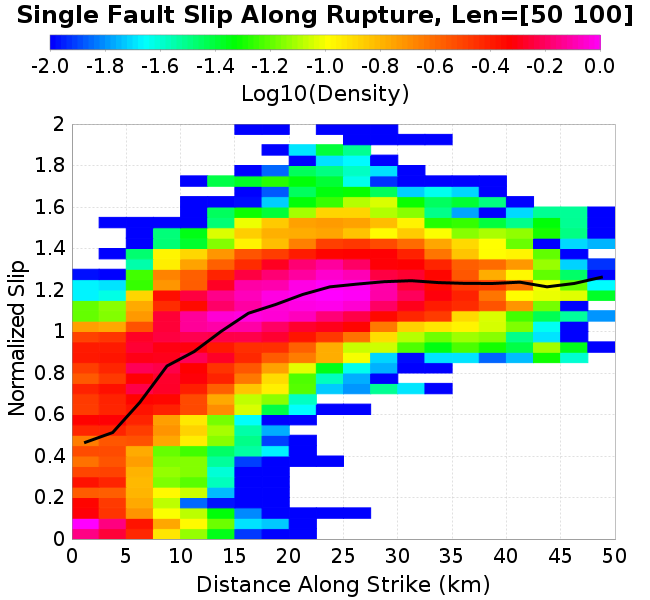 Single Fault Slip Along Rupture, Len=[50 100]
-2.0 -1.8 -1.6 -1.4 -1.2 -1.0 -0.8 -0.6 -0.4 -0.2 0.0
Log10(Density)
2
1.8
1.6
1.4
1.2
1
0.8
0.6
0.4
0.2
0
Normalized Slip
0 5 10 15 20 25 30 35 40 45 50
Distance Along Strike (km)